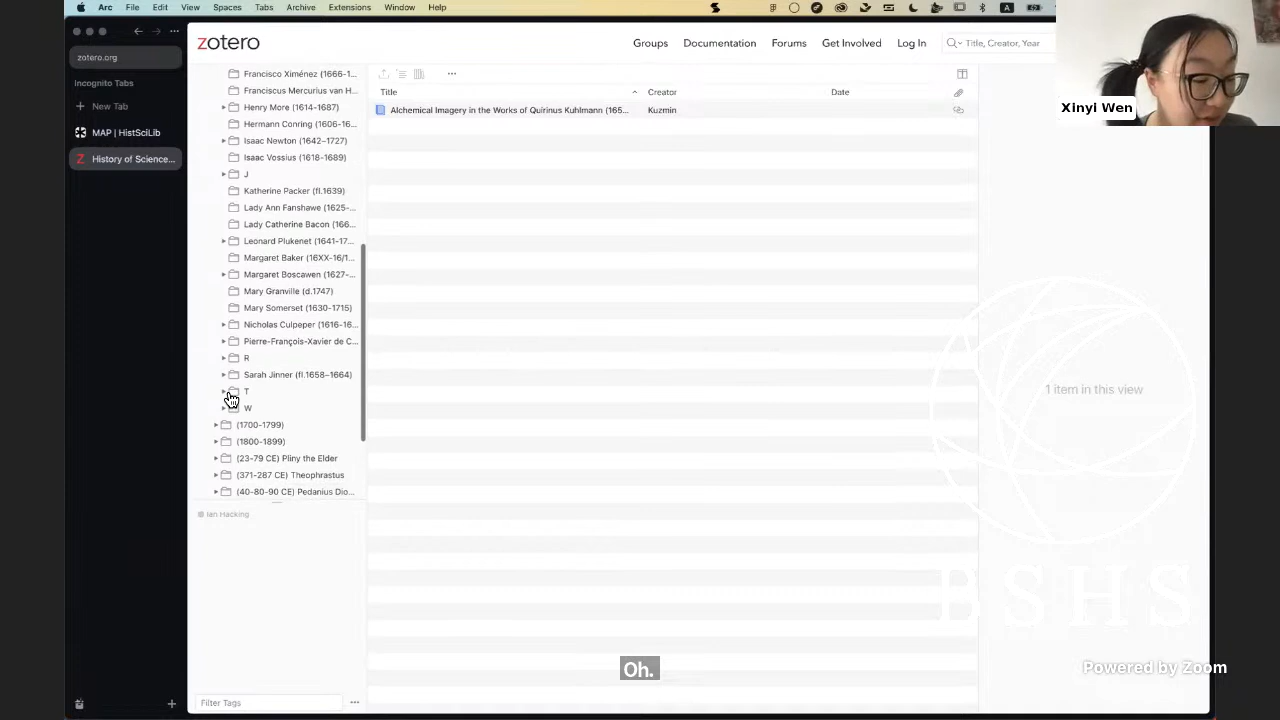 Arc File Edit View Spaces Tabs Archive Extensions Window Help
zotero.org
Incognito Tabs
New Tab
MAP | HistSciLib
History of Science...
zotero
Groups Documentation Forums Get Involved Log In Title, Creator, Year
Francisco Ximénez (1666-1...
Franciscus Mercurius van H...
Henry More (1614-1687)
Hermann Conring (1606-16...
Isaac Newton (1642–1727)
Isaac Vossius (1618-1689)
J
Katherine Packer (fl.1639)
Lady Ann Fanshawe (1625-...
Lady Catherine Bacon (166...
Leonard Plukenet (1641-17...
Margaret Baker (16XX-16/1...
Margaret Boscawen (1627-...
Mary Granville (d.1747)
Mary Somerset (1630-1715)
Nicholas Culpeper (1616-16...
Pierre-François-Xavier de C...
R
Sarah Jinner (fl.1658–1664)
T
W
(1700-1799)
(1800-1899)
(23-79 CE) Pliny the Elder
(371-287 CE) Theophrastus
(40-80-90 CE) Pedanius Dio...
Ian Hacking
Filter Tags
Title Creator Date
Alchemical Imagery in the Works of Quirinus Kuhlmann (165... Kuzmin
1 item in this view
Xinyi Wen
BSHS
Oh.
Powered by Zoom